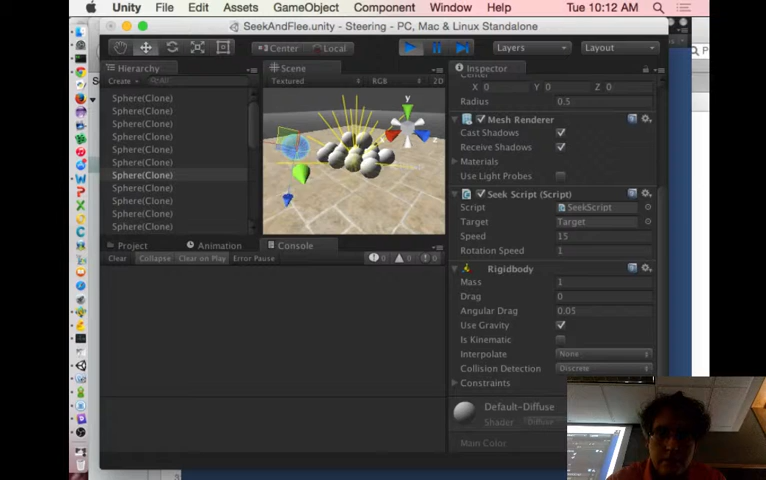 Unity File Edit Assets GameObject Component Window Help Tue 10:12 AM
SeekAndFlee.unity - Steering - PC, Mac & Linux Standalone
Center Local Layers Layout
Hierarchy Scene Inspector
Create
Textured RGB 2D
Center
X 0 Y 0 Z 0
Radius 0.5
Sphere(Clone)
Sphere(Clone)
Sphere(Clone)
Sphere(Clone)
Sphere(Clone)
Sphere(Clone)
Sphere(Clone)
Sphere(Clone)
Sphere(Clone)
Sphere(Clone)
Sphere(Clone)
y
z
Mesh Renderer
Cast Shadows
Receive Shadows
Materials
Use Light Probes
Seek Script (Script)
Script SeekScript
Target Target
Speed 15
Rotation Speed 1
Rigidbody
Mass 1
Drag 0
Angular Drag 0.05
Use Gravity
Is Kinematic
Interpolate None
Collision Detection Discrete
Constraints
Default-Diffuse
Shader Diffuse
Main Color
Project Animation Console
Clear Collapse Clear on Play Error Pause 0 0 0